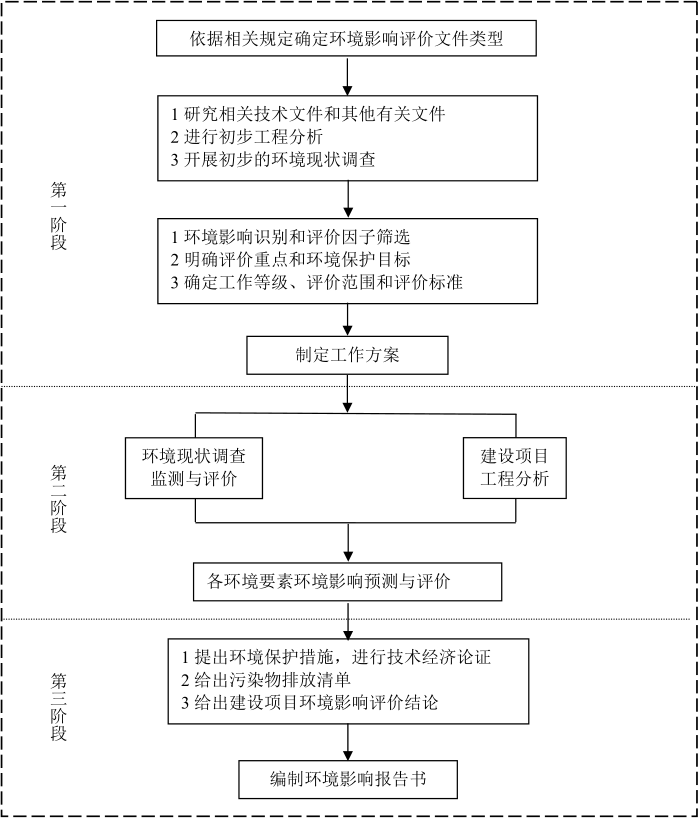 依据相关规定确定环境影响评价文件类型
1 研究相关技术文件和其他有关文件
2 进行初步工程分析
3 开展初步的环境现状调查
第一阶段
1 环境影响识别和评价因子筛选
2 明确评价重点和环境保护目标
3 确定工作等级、评价范围和评价标准
制定工作方案
第二阶段
环境现状调查
监测与评价
建设项目
工程分析
各环境要素环境影响预测与评价
第三阶段
1 提出环境保护措施，进行技术经济论证
2 给出污染物排放清单
3 给出建设项目环境影响评价结论
编制环境影响报告书